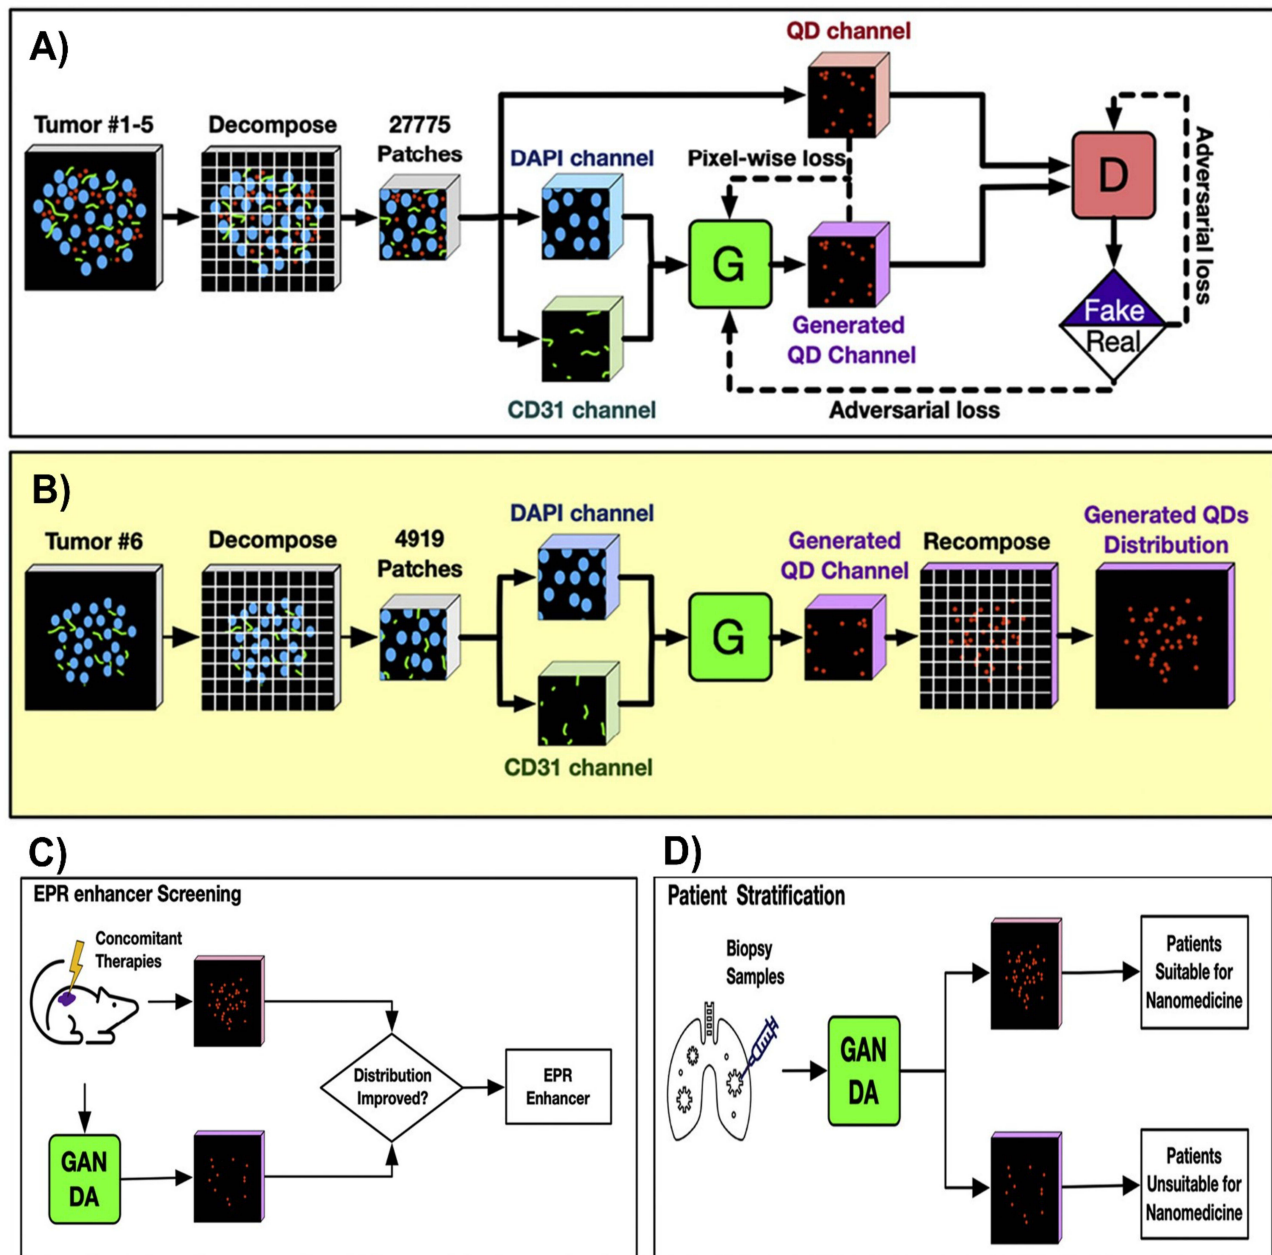 A)
Tumor #1-5
Decompose
27775
Patches
DAPI channel
CD31 channel
QD channel
Pixel-wise loss
G
Generated
QD Channel
D
Fake
Real
Adversarial loss
Adversarial loss
B)
Tumor #6
Decompose
4919
Patches
DAPI channel
CD31 channel
G
Generated
QD Channel
Recompose
Generated QDs
Distribution
C)
EPR enhancer Screening
Concomitant
Therapies
GAN
DA
Distribution
Improved?
EPR
Enhancer
D)
Patient Stratification
Biopsy
Samples
GAN
DA
Patients
Suitable for
Nanomedicine
Patients
Unsuitable for
Nanomedicine